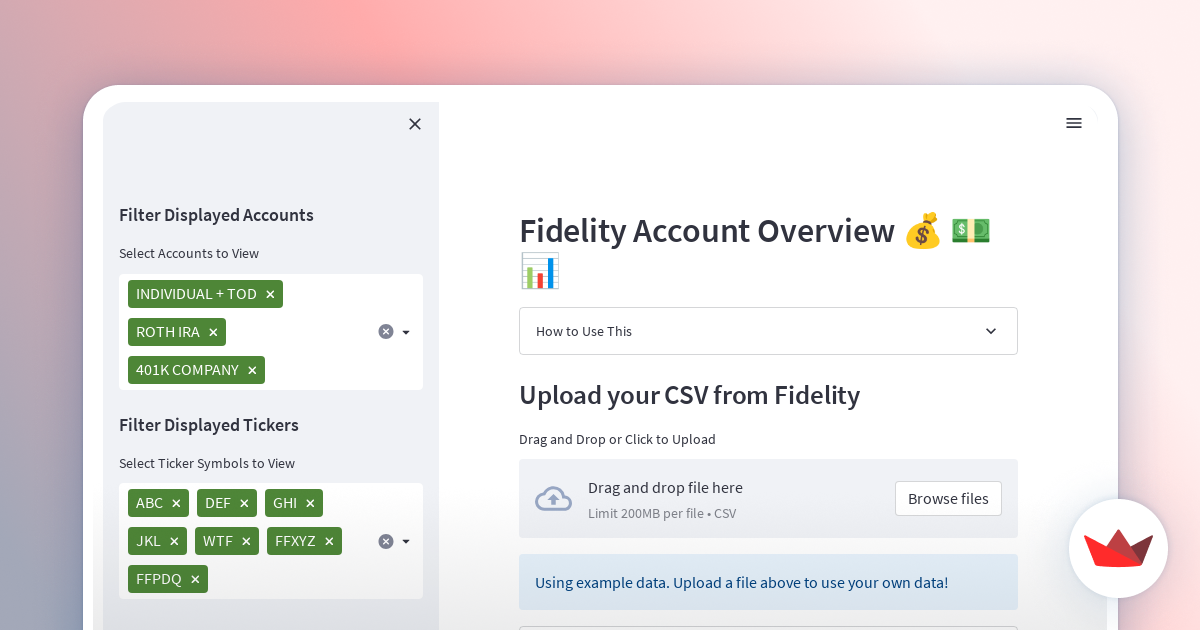 Filter Displayed Accounts
Select Accounts to View
INDIVIDUAL + TOD
ROTH IRA
401K COMPANY
Filter Displayed Tickers
Select Ticker Symbols to View
ABC DEF GHI
JKL WTF FFXYZ
FFPDQ
Fidelity Account Overview 💰 💵
📊
How to Use This
Upload your CSV from Fidelity
Drag and Drop or Click to Upload
Drag and drop file here
Limit 200MB per file • CSV
Browse files
Using example data. Upload a file above to use your own data!